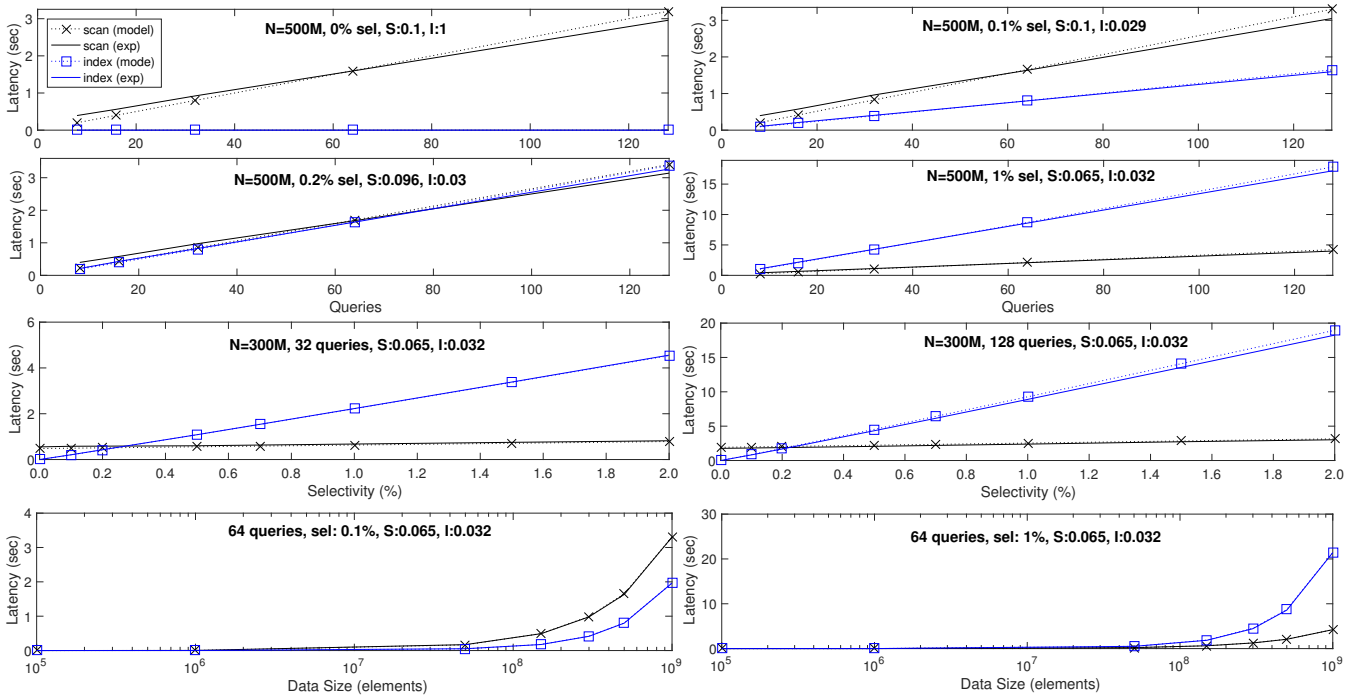 N=500M, 0% sel, S:0.1, I:1
scan (model)
scan (exp)
index (mode)
index (exp)
Latency (sec)
0 1 2 3
0 20 40 60 80 100 120
N=500M, 0.1% sel, S:0.1, I:0.029
Latency (sec)
0 1 2 3
0 20 40 60 80 100 120
N=500M, 0.2% sel, S:0.096, I:0.03
Latency (sec)
0 1 2 3
0 20 40 60 80 100 120
Queries
N=500M, 1% sel, S:0.065, I:0.032
Latency (sec)
0 5 10 15
0 20 40 60 80 100 120
Queries
N=300M, 32 queries, S:0.065, I:0.032
Latency (sec)
0 2 4 6
0.0 0.2 0.4 0.6 0.8 1.0 1.2 1.4 1.6 1.8 2.0
Selectivity (%)
N=300M, 128 queries, S:0.065, I:0.032
Latency (sec)
0 5 10 15 20
0.0 0.2 0.4 0.6 0.8 1.0 1.2 1.4 1.6 1.8 2.0
Selectivity (%)
64 queries, sel: 0.1%, S:0.065, I:0.032
Latency (sec)
0 1 2 3 4
10^5 10^6 10^7 10^8 10^9
Data Size (elements)
64 queries, sel: 1%, S:0.065, I:0.032
Latency (sec)
0 10 20 30
10^5 10^6 10^7 10^8 10^9
Data Size (elements)